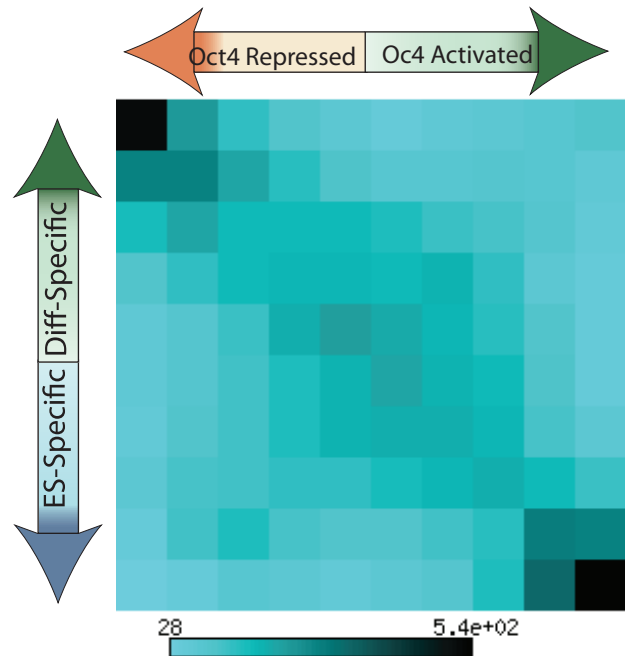 Oct4 Repressed
Oc4 Activated
Diff-Specific
ES-Specific
28
5.4e+02